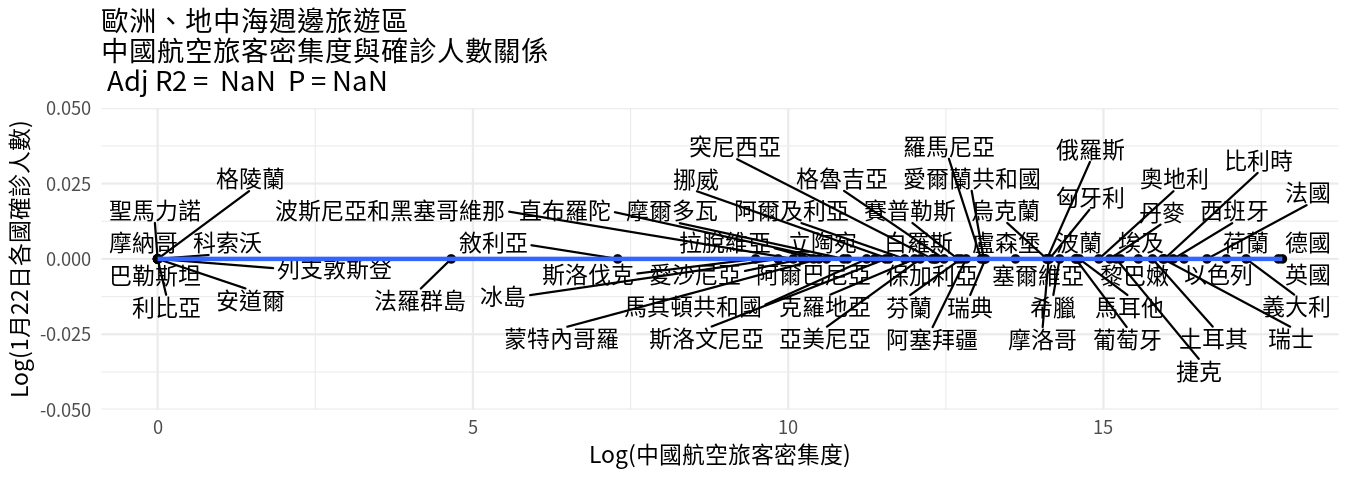 歐洲、地中海週邊旅遊區
中國航空旅客密集度與確診人數關係
Adj R2 = NaN P = NaN
0.050
0.025
0.000
-0.025
-0.050
Log(1月22日各國確診人數)
突尼西亞
羅馬尼亞
俄羅斯
比利時
格陵蘭
挪威
格魯吉亞
愛爾蘭共和國
奧地利
法國
匈牙利
聖馬力諾
波斯尼亞和黑塞哥維那
直布羅陀
摩爾多瓦
阿爾及利亞
賽普勒斯
烏克蘭
丹麥
西班牙
摩納哥
科索沃
敘利亞
拉脫維亞
立陶宛
白羅斯
盧森堡
波蘭
埃及
荷蘭
德國
巴勒斯坦
列支敦斯登
斯洛伐克
愛沙尼亞
阿爾巴尼亞
保加利亞
塞爾維亞
黎巴嫩
以色列
英國
利比亞
安道爾
法羅群島
冰島
馬其頓共和國
克羅地亞
芬蘭
瑞典
希臘
馬耳他
義大利
蒙特內哥羅
斯洛文尼亞
亞美尼亞
阿塞拜疆
摩洛哥
葡萄牙
土耳其
瑞士
捷克
0
5
10
15
Log(中國航空旅客密集度)